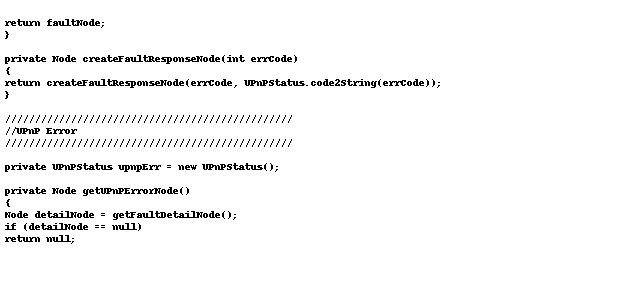 return faultNode;
}
private Node createFaultResponseNode(int errCode)
{
return createFaultResponseNode(errCode, UPnPStatus.code2String(errCode));
}
////////////////////////////////////////////////
//UPnP Error
////////////////////////////////////////////////
private UPnPStatus upnpErr = new UPnPStatus();
private Node getUPnPErrorNode()
{
Node detailNode = getFaultDetailNode();
if (detailNode == null)
return null;